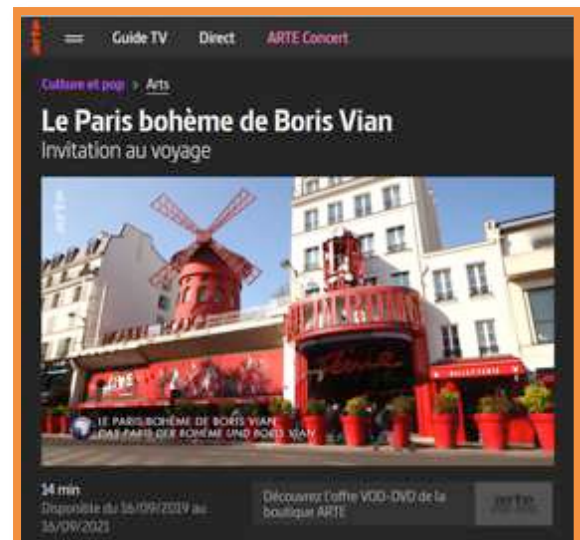 arte
Guide TV Direct ARTE Concert
Culture et pop > Arts
Le Paris bohème de Boris Vian
Invitation au voyage
arte
MOULIN ROUGE
BILLETTERIE
LE PARIS BOHÈME DE BORIS VIAN
DAS PARIS DER BOHÈME UND BORIS VIAN
14 min
Disponible du 16/09/2019 au
16/09/2021
Découvrez l'offre VOD-DVD de la
boutique ARTE
arte